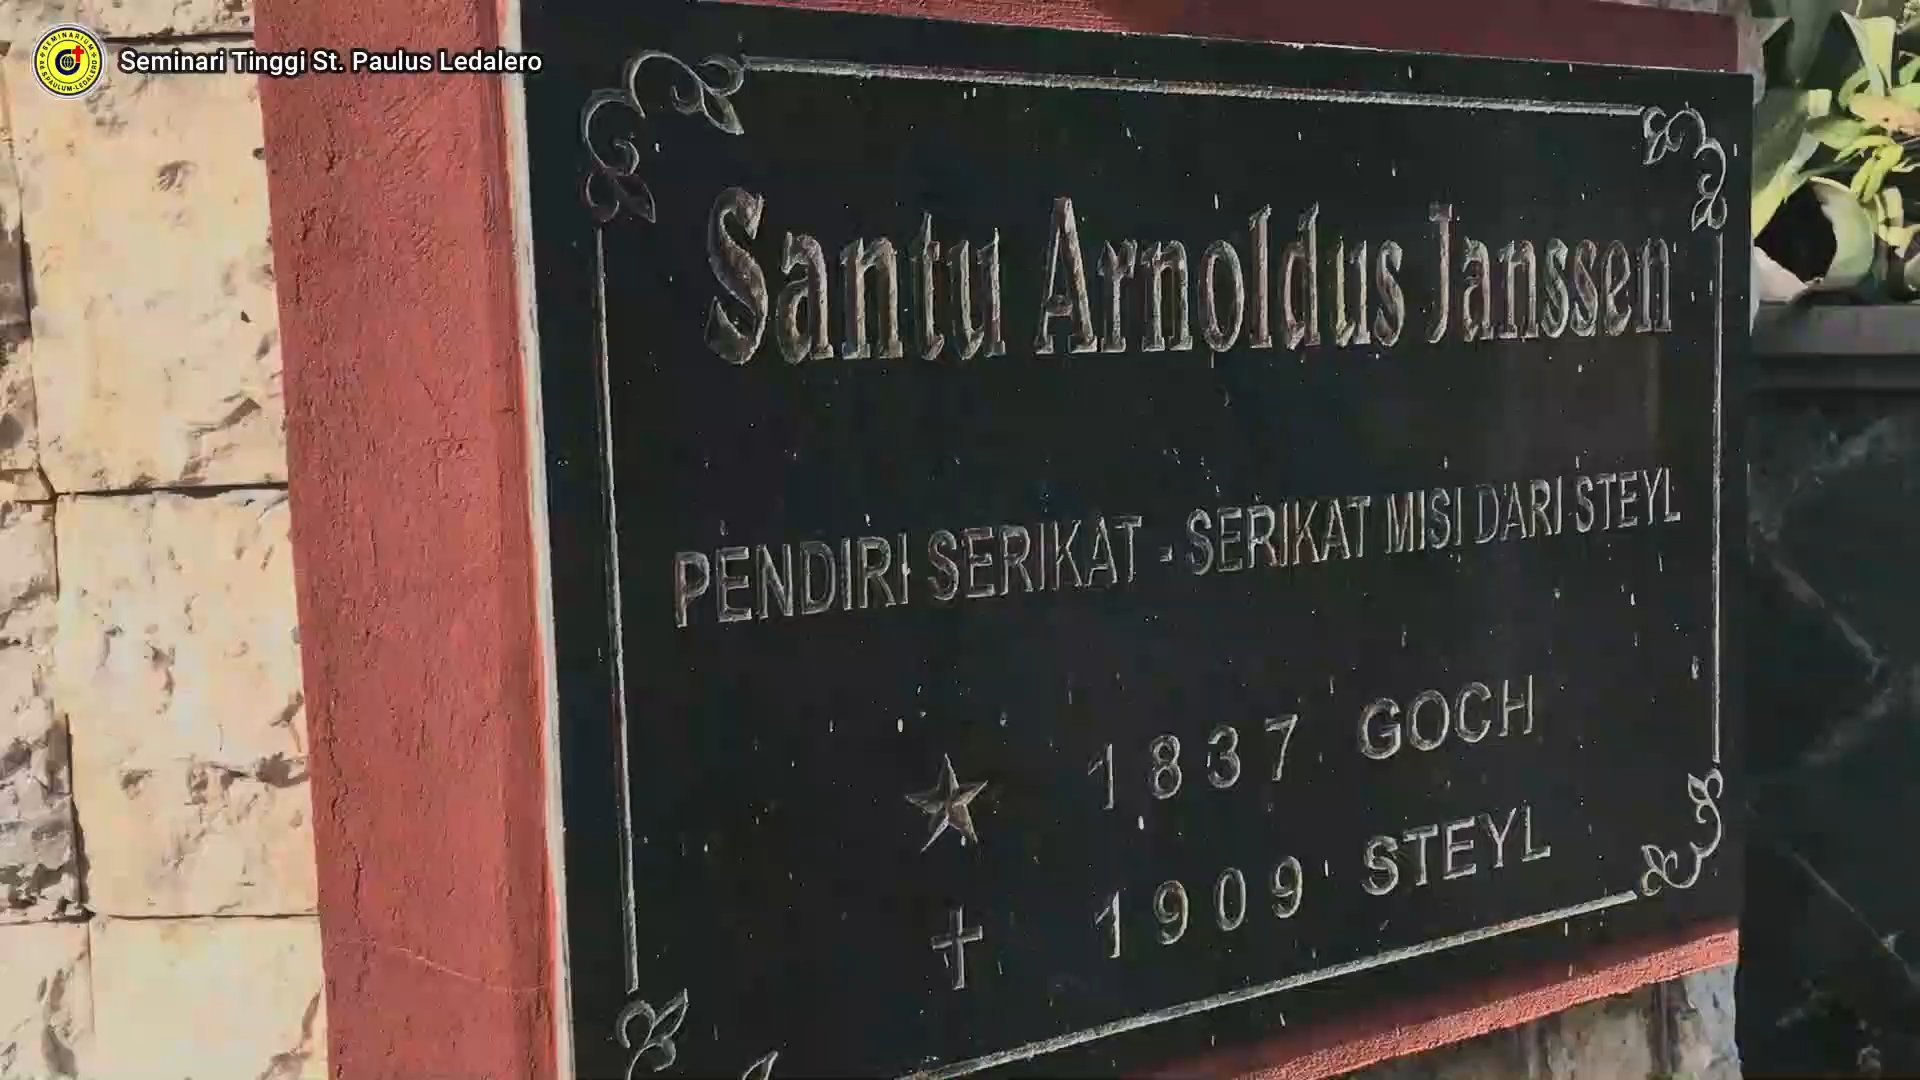 Seminari Tinggi St. Paulus Ledalero
Santu Arnoldus Janssen
PENDIRI SERIKAT - SERIKAT MISI DARI STEYL
1837 GOCH
1909 STEYL